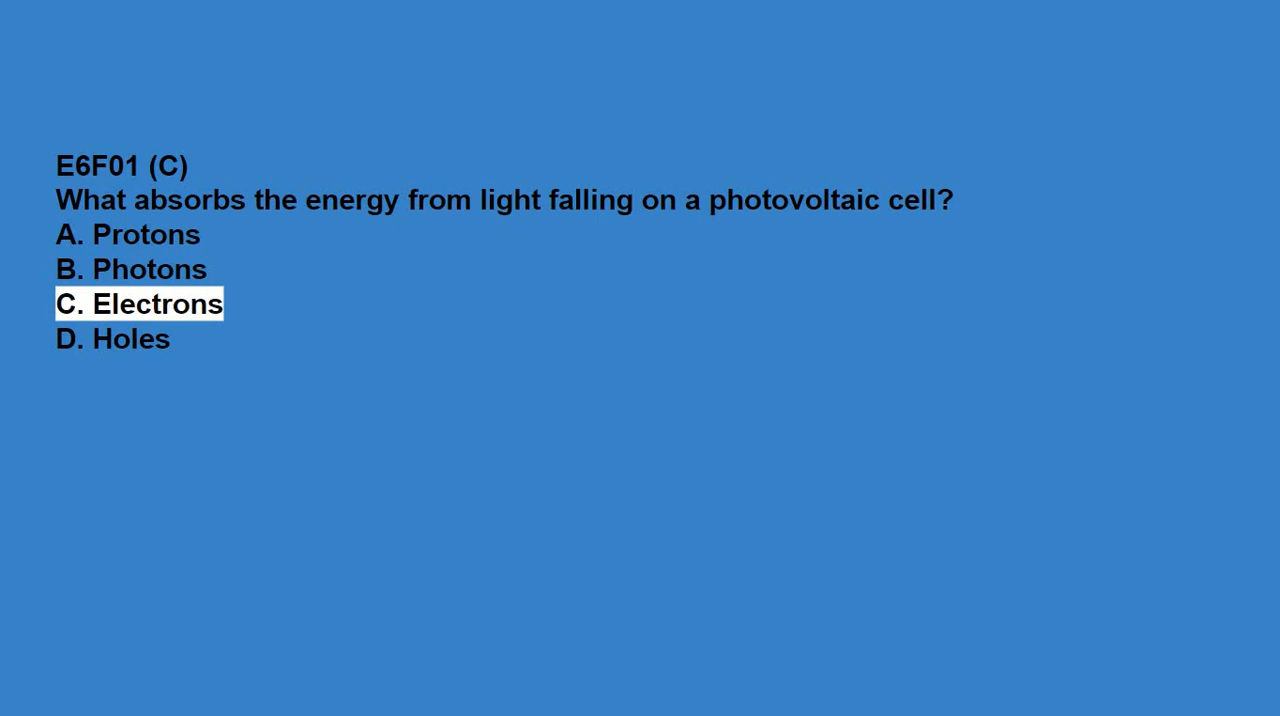 E6F01 (C)
What absorbs the energy from light falling on a photovoltaic cell?
A. Protons
B. Photons
C. Electrons
D. Holes